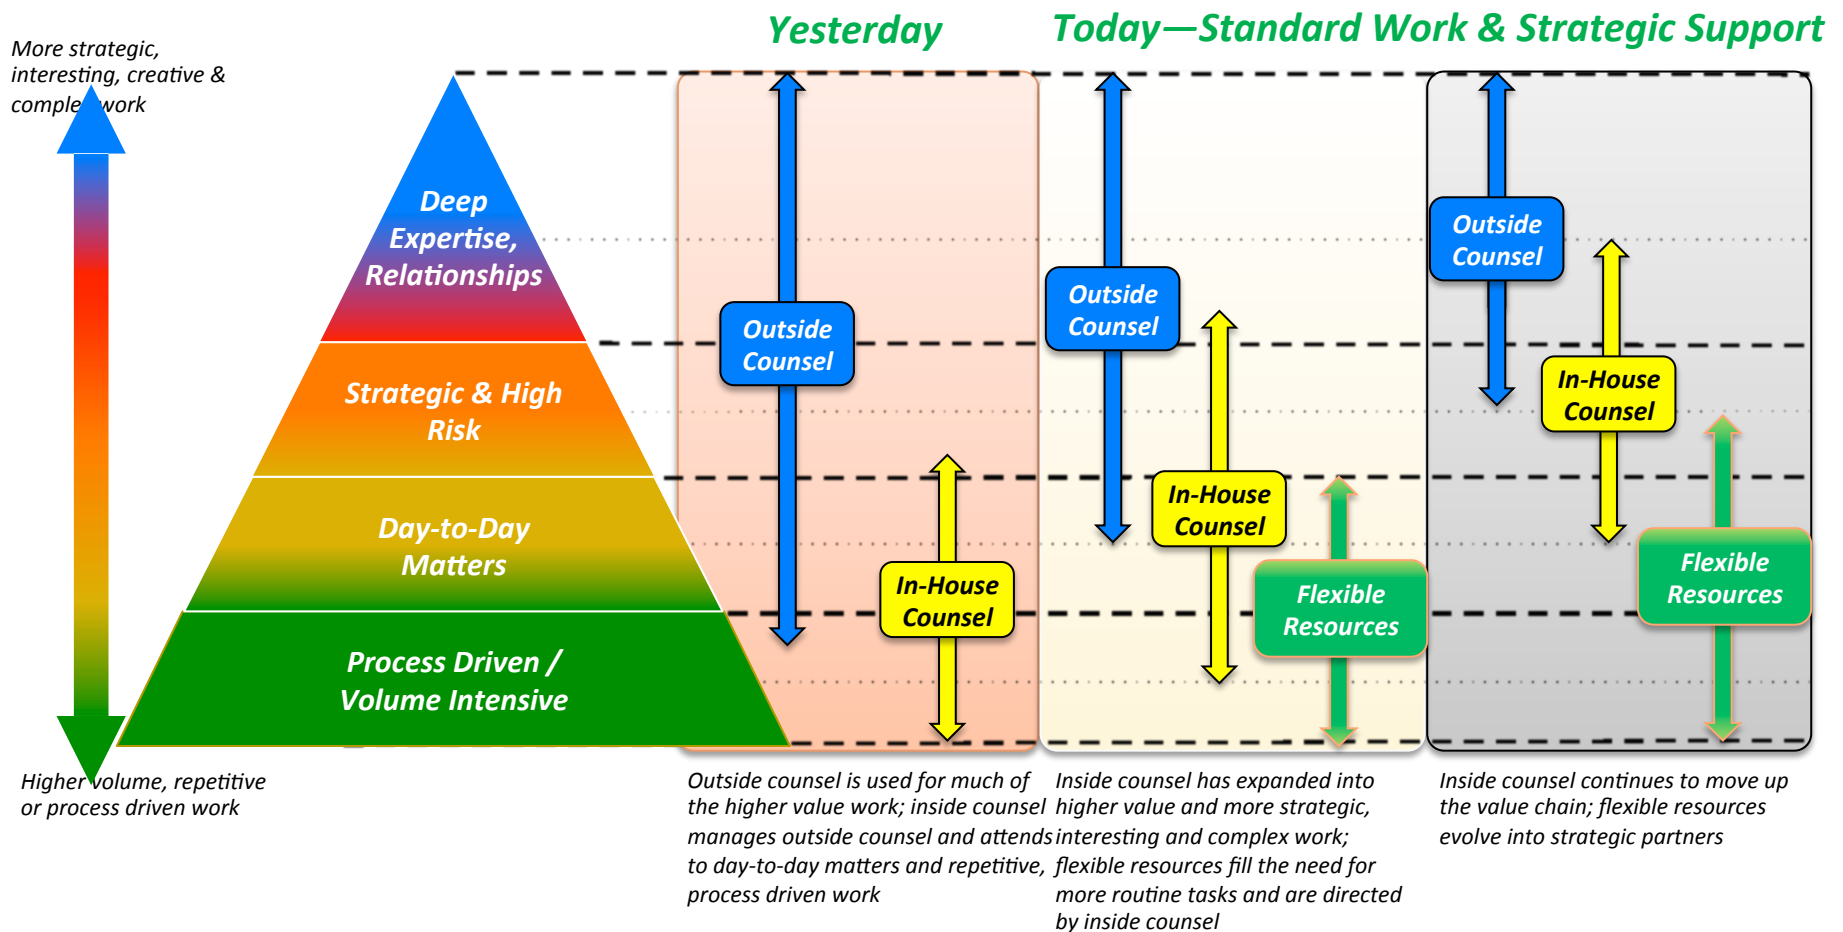 Yesterday
Today—Standard Work & Strategic Support
More strategic,
interesting, creative &
complex work
Deep
Expertise,
Relationships
Strategic & High
Risk
Day-to-Day
Matters
Process Driven /
Volume Intensive
Higher volume, repetitive
or process driven work
Outside
Counsel
In-House
Counsel
Outside
Counsel
In-House
Counsel
Flexible
Resources
Outside
Counsel
In-House
Counsel
Flexible
Resources
Outside counsel is used for much of
the higher value work; inside counsel
manages outside counsel and attends
to day-to-day matters and repetitive,
process driven work
Inside counsel has expanded into
higher value and more strategic,
interesting and complex work;
flexible resources fill the need for
more routine tasks and are directed
by inside counsel
Inside counsel continues to move up
the value chain; flexible resources
evolve into strategic partners